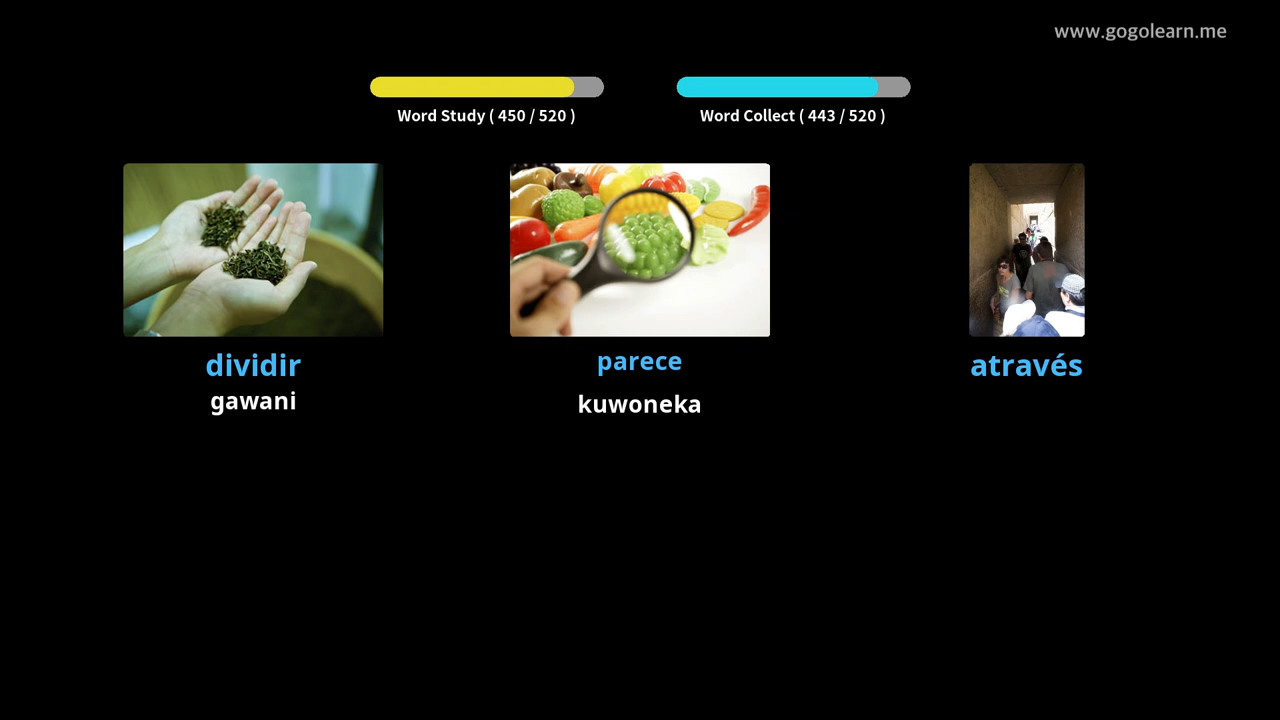 www.gogolearn.me
Word Study ( 450 / 520 )
Word Collect ( 443 / 520 )
dividir
gawani
parece
kuwoneka
através